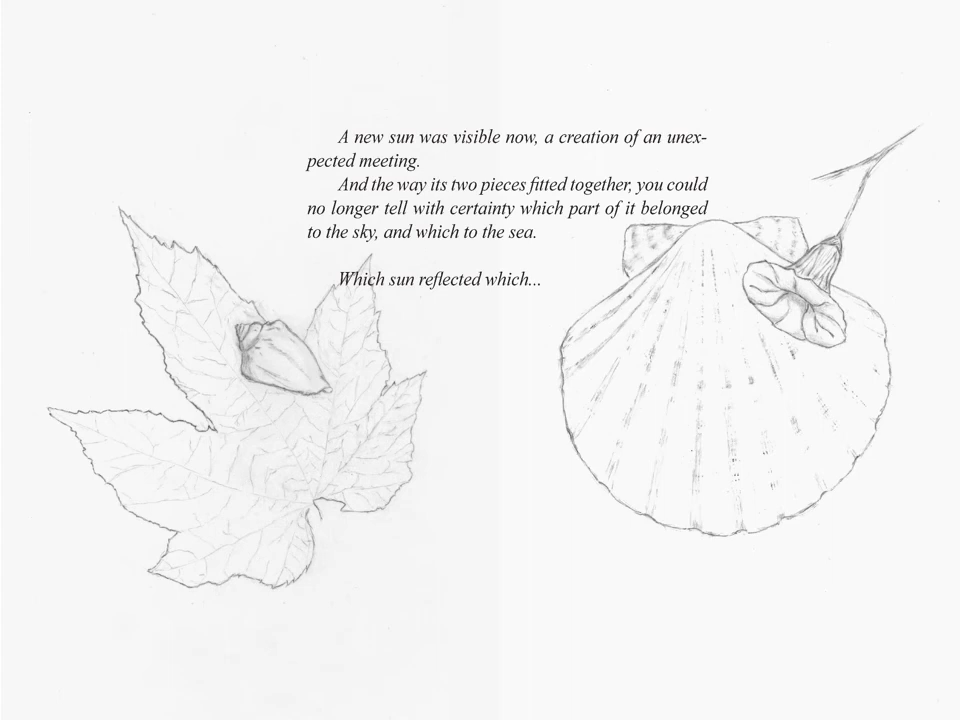 A new sun was visible now, a creation of an unex-
pected meeting.
And the way its two pieces fitted together, you could
no longer tell with certainty which part of it belonged
to the sky, and which to the sea.
Which sun reflected which...